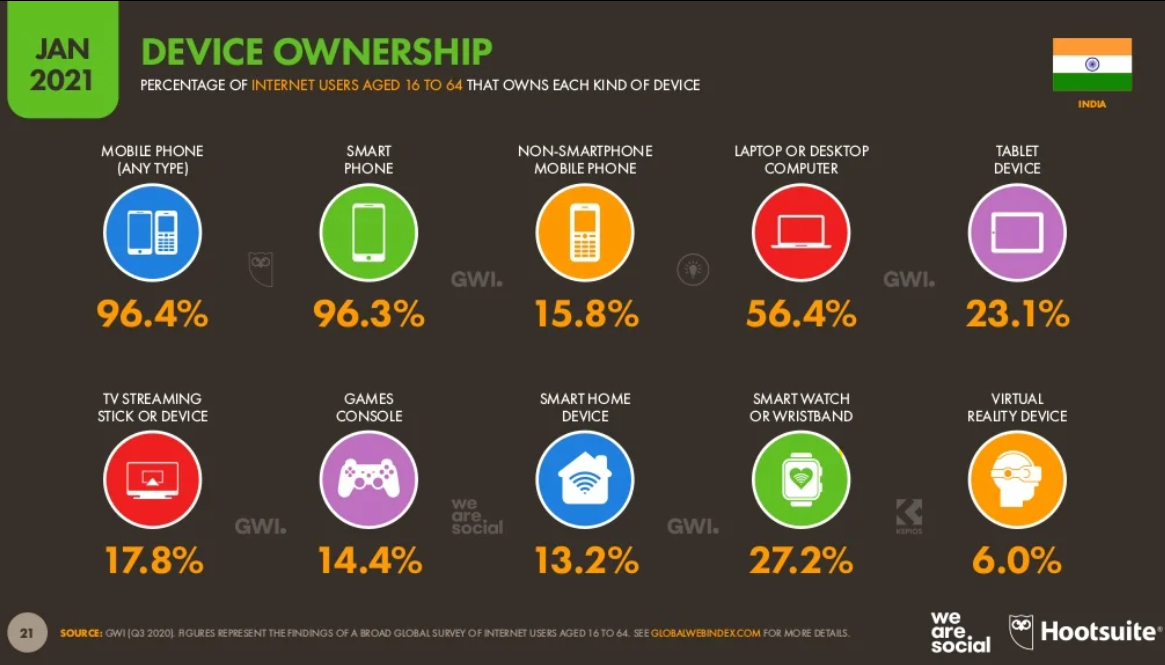 JAN
2021
DEVICE OWNERSHIP
PERCENTAGE OF INTERNET USERS AGED 16 TO 64 THAT OWNS EACH KIND OF DEVICE
INDIA
MOBILE PHONE
(ANY TYPE)
SMART
PHONE
NON-SMARTPHONE
MOBILE PHONE
LAPTOP OR DESKTOP
COMPUTER
TABLET
DEVICE
GWI.
GWI.
96.4%
96.3%
15.8%
56.4%
23.1%
TV STREAMING
STICK OR DEVICE
GAMES
CONSOLE
SMART HOME
DEVICE
SMART WATCH
OR WRISTBAND
VIRTUAL
REALITY DEVICE
GWI.
we
are
social
GWI.
KEPIOS
17.8%
14.4%
13.2%
27.2%
6.0%
21
SOURCE: GWI (Q3 2020). FIGURES REPRESENT THE FINDINGS OF A BROAD GLOBAL SURVEY OF INTERNET USERS AGED 16 TO 64. SEE GLOBALWEBINDEX.COM FOR MORE DETAILS.
we
are
social
Hootsuite®